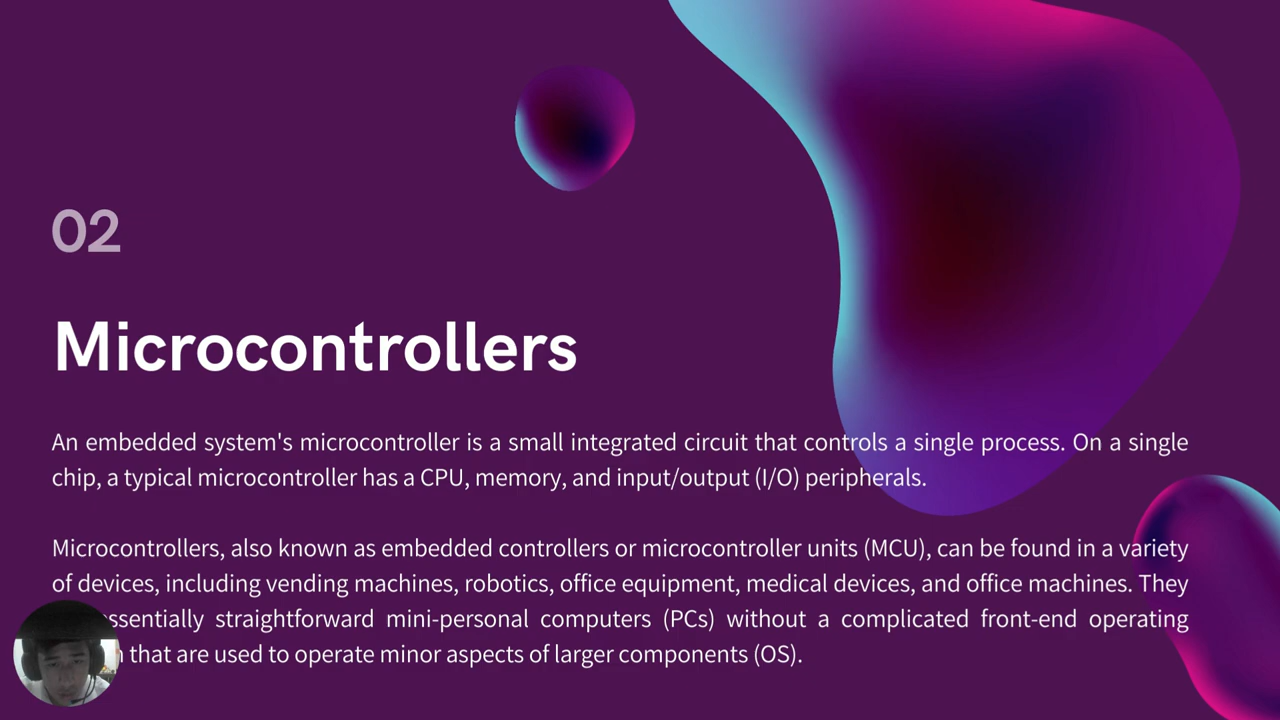 02
Microcontrollers
An embedded system's microcontroller is a small integrated circuit that controls a single process. On a single
chip, a typical microcontroller has a CPU, memory, and input/output (I/O) peripherals.
Microcontrollers, also known as embedded controllers or microcontroller units (MCU), can be found in a variety
of devices, including vending machines, robotics, office equipment, medical devices, and office machines. They
straightforward mini-personal computers (PCs) without a complicated front-end operating
that are used to operate minor aspects of larger components (OS).